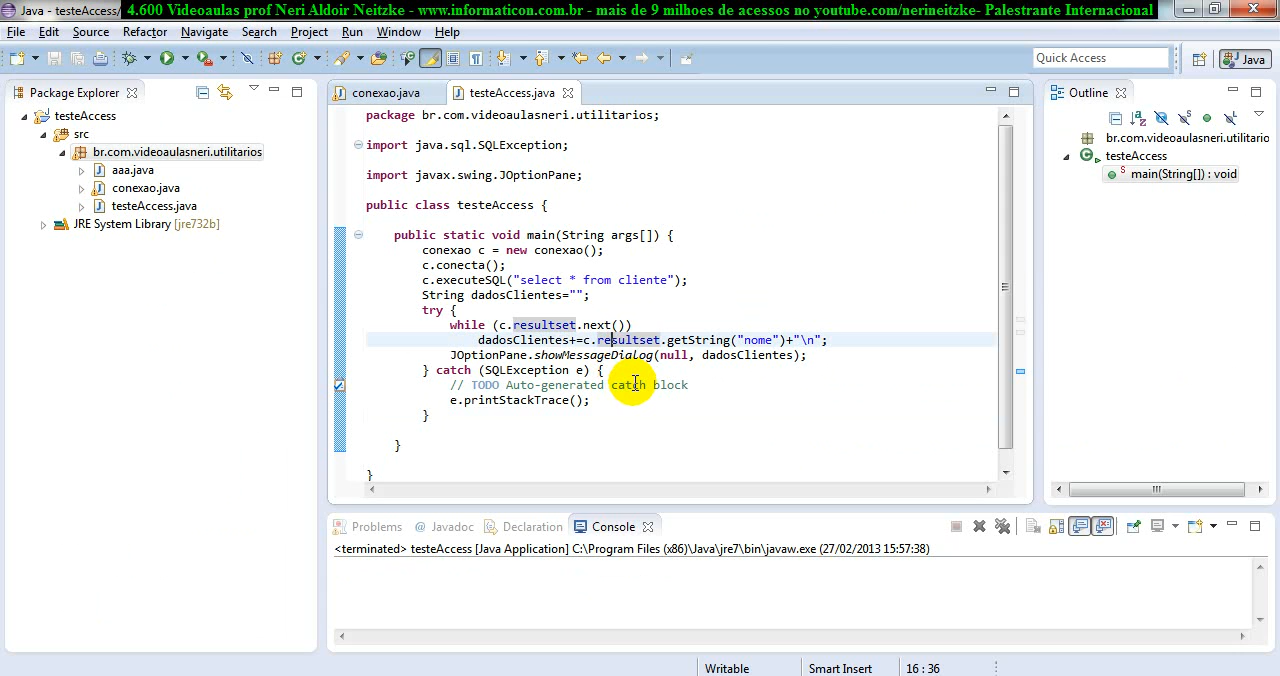 Java - testeAccess/
4.600 Videoaulas prof Neri Aldoir Neitzke - www.informaticon.com.br - mais de 9 milhoes de acessos no youtube.com/nerineitzke- Palestrante Internacional
File Edit Source Refactor Navigate Search Project Run Window Help
Quick Access
Java
Package Explorer
testeAccess
src
br.com.videoaulasneri.utilitarios
aaa.java
conexao.java
testeAccess.java
JRE System Library [jre732b]
conexao.java
testeAccess.java
package br.com.videoaulasneri.utilitarios;
import java.sql.SQLException;
import javax.swing.JOptionPane;
public class testeAccess {
public static void main(String args[]) {
conexao c = new conexao();
c.conecta();
c.executeSQL("select * from cliente");
String dadosClientes="";
try {
while (c.resultset.next())
dadosClientes+=c.resultset.getString("nome")+"\n";
JOptionPane.showMessageDialog(null, dadosClientes);
} catch (SQLException e) {
// TODO Auto-generated catch block
e.printStackTrace();
}
}
}
Outline
br.com.videoaulasneri.utilitario
testeAccess
main(String[]) : void
Problems @ Javadoc Declaration Console
<terminated> testeAccess [Java Application] C:\Program Files (x86)\Java\jre7\bin\javaw.exe (27/02/2013 15:57:38)
Writable
Smart Insert
16 : 36